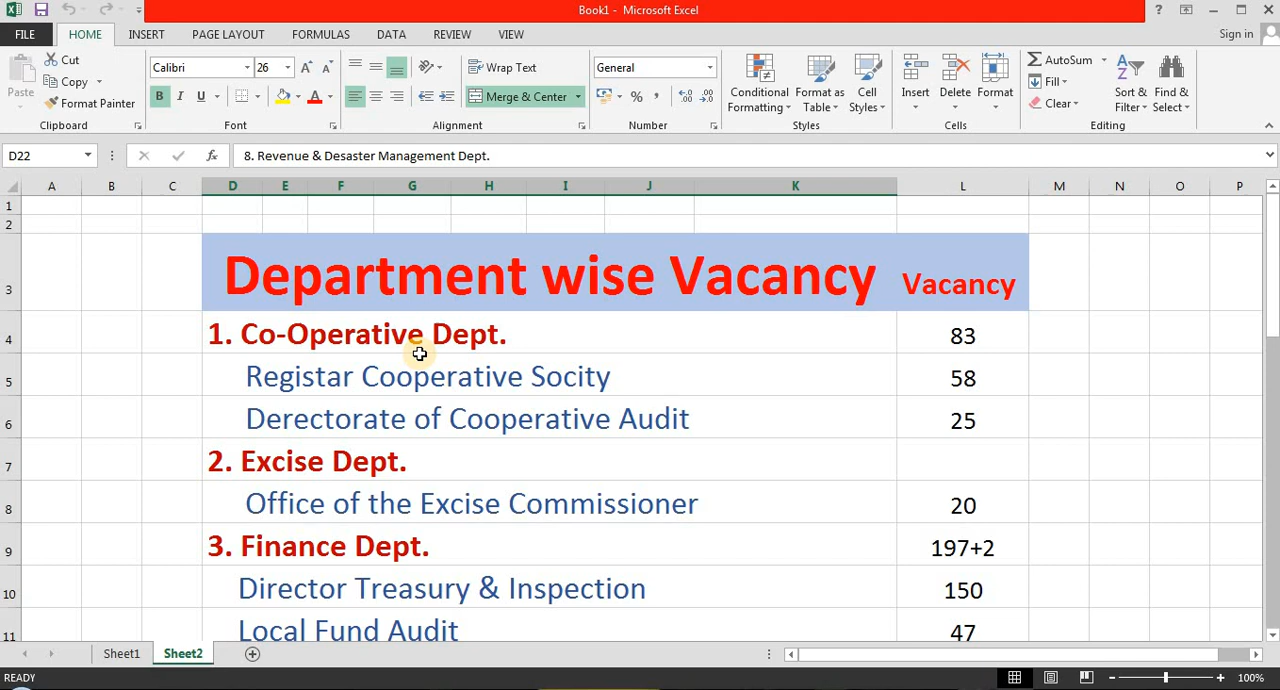 Book1 - Microsoft Excel
FILE HOME INSERT PAGE LAYOUT FORMULAS DATA REVIEW VIEW Sign in
Paste
Cut
Copy
Format Painter
Clipboard
Calibri 26
B I U
Font
Wrap Text
Merge & Center
Alignment
General
Number
Conditional Formatting
Format as Table
Cell Styles
Styles
Insert
Delete
Format
Cells
AutoSum
Fill
Clear
Sort & Filter
Find & Select
Editing
D22 fx 8. Revenue & Desaster Management Dept.
A B C D E F G H I J K L M N O P
1
2
3 Department wise Vacancy Vacancy
4 1. Co-Operative Dept. 83
5 Registar Cooperative Socity 58
6 Derectorate of Cooperative Audit 25
7 2. Excise Dept.
8 Office of the Excise Commissioner 20
9 3. Finance Dept. 197+2
10 Director Treasury & Inspection 150
11 Local Fund Audit 47
Sheet1 Sheet2
READY 100%